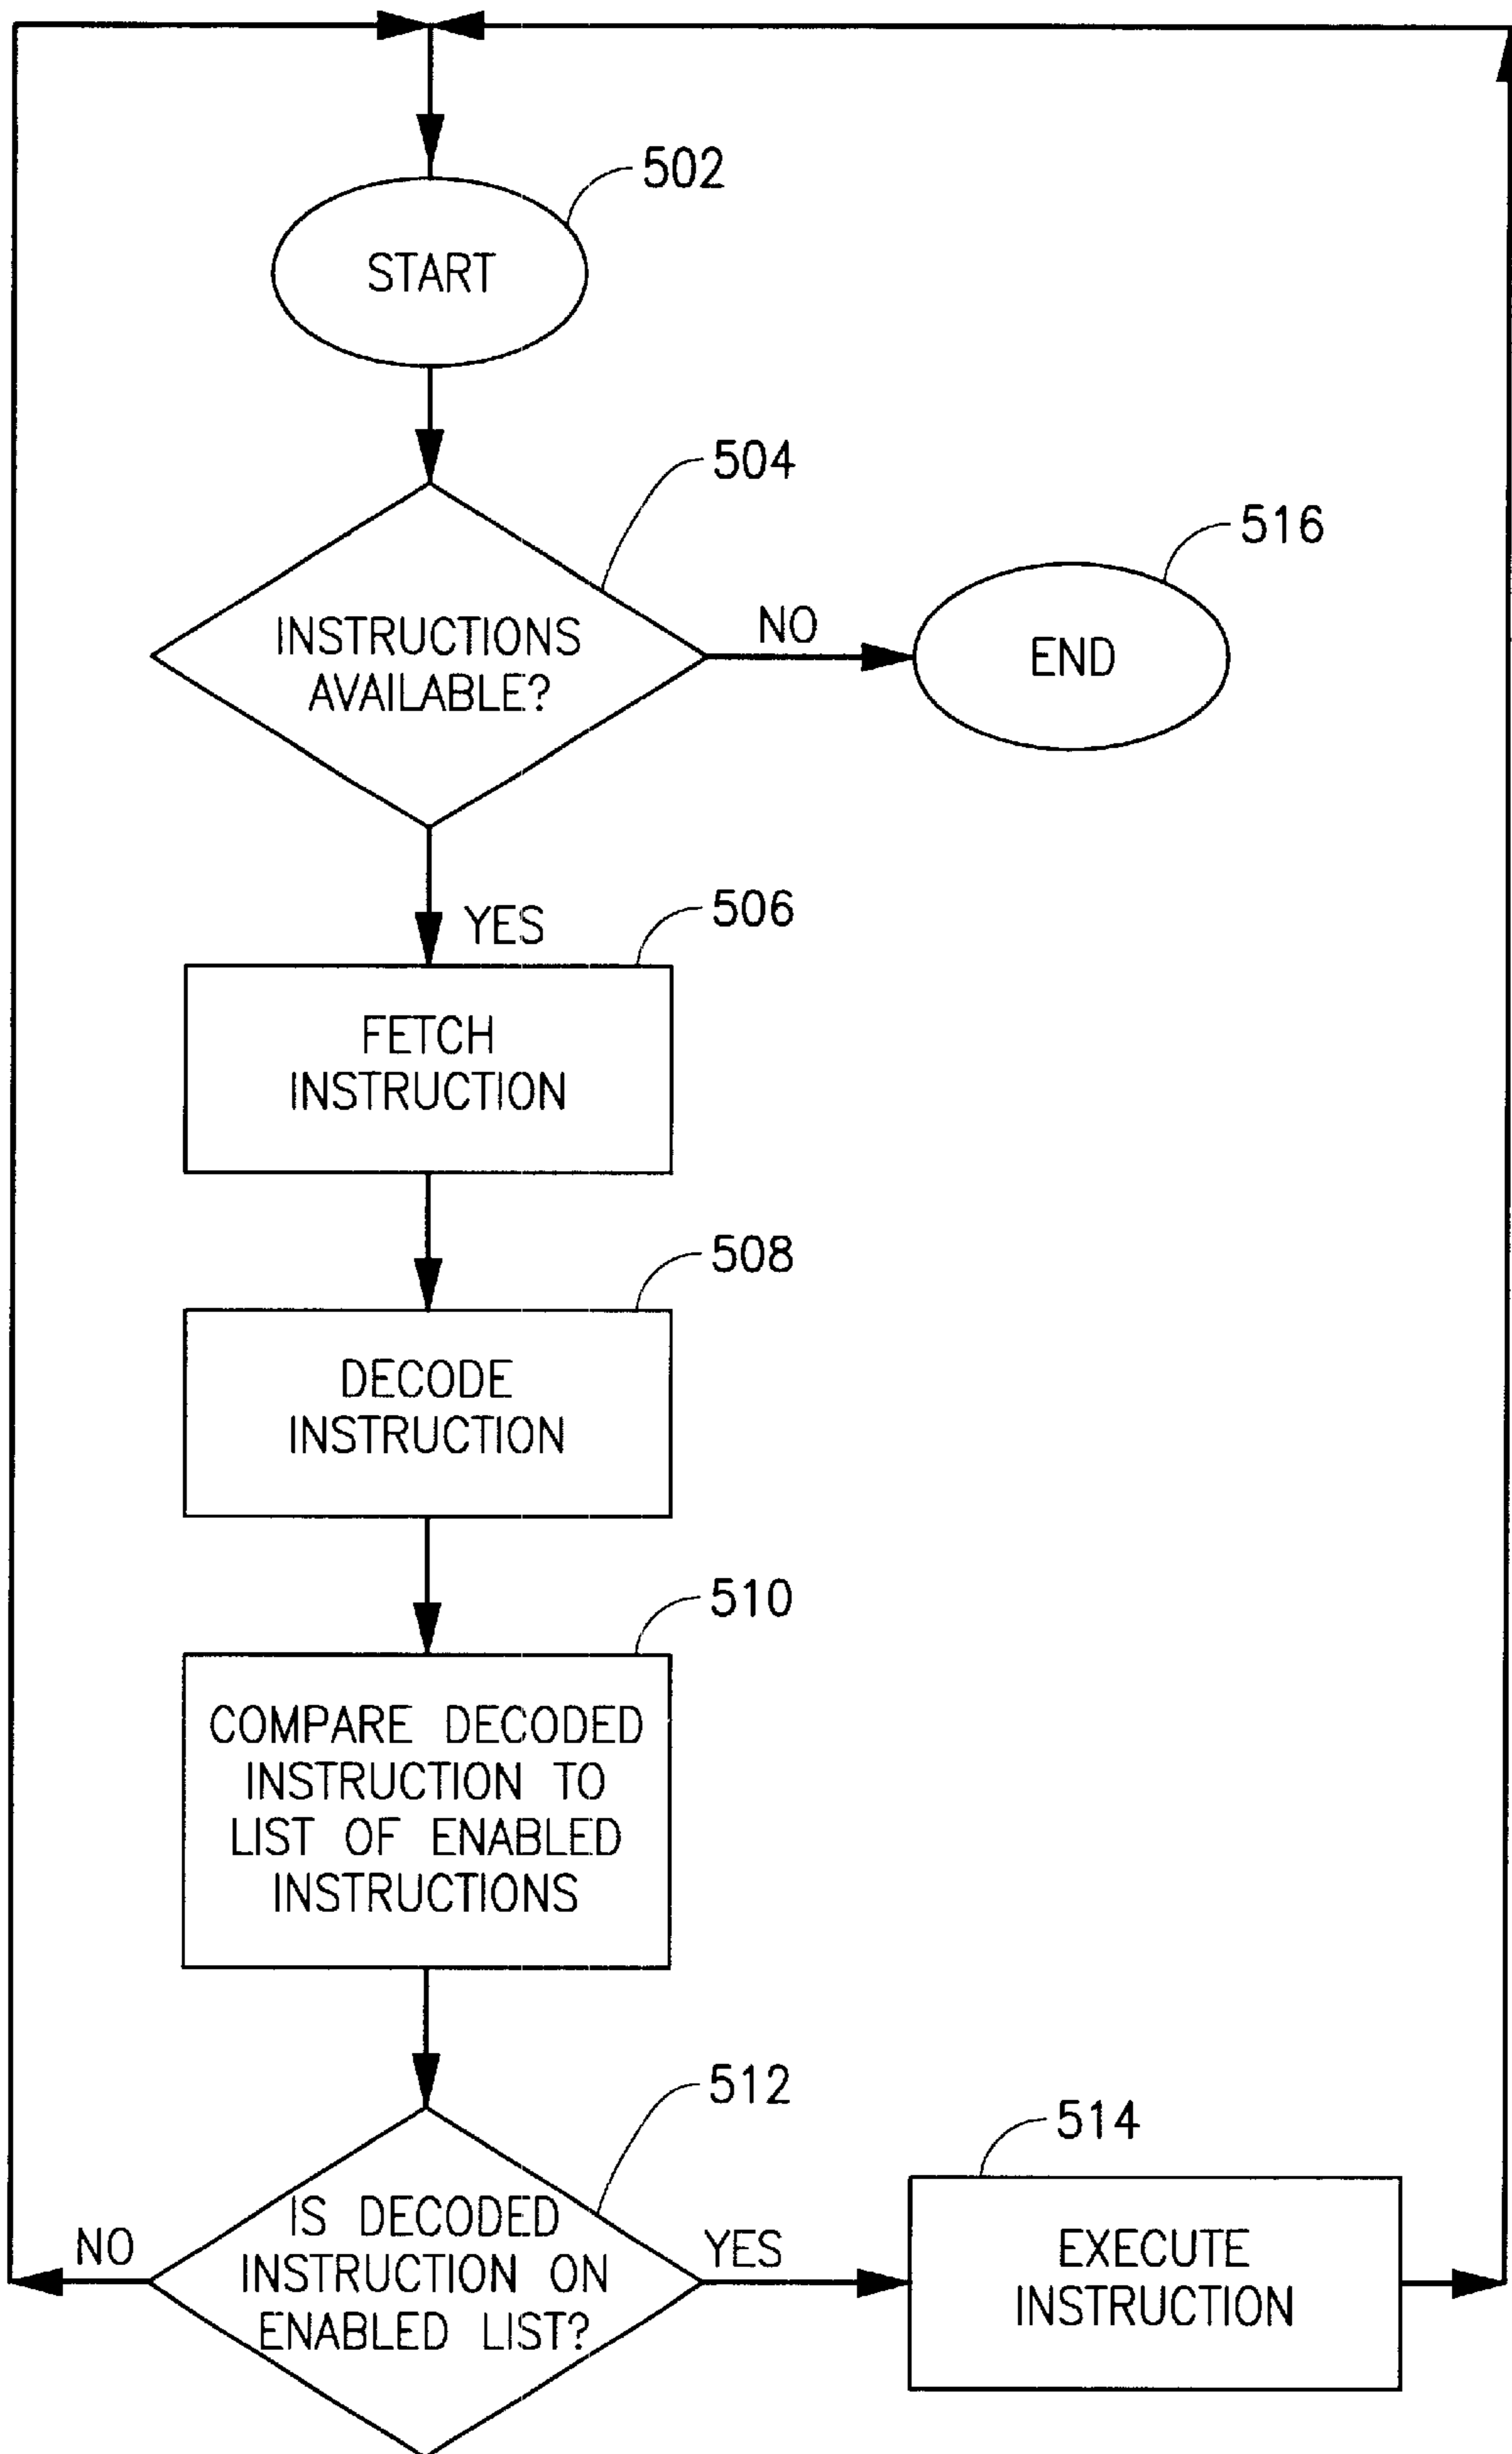 502
START
504
INSTRUCTIONS
AVAILABLE?
NO
516
END
YES
506
FETCH
INSTRUCTION
508
DECODE
INSTRUCTION
510
COMPARE DECODED
INSTRUCTION TO
LIST OF ENABLED
INSTRUCTIONS
512
IS DECODED
INSTRUCTION ON
ENABLED LIST?
NO
YES
514
EXECUTE
INSTRUCTION